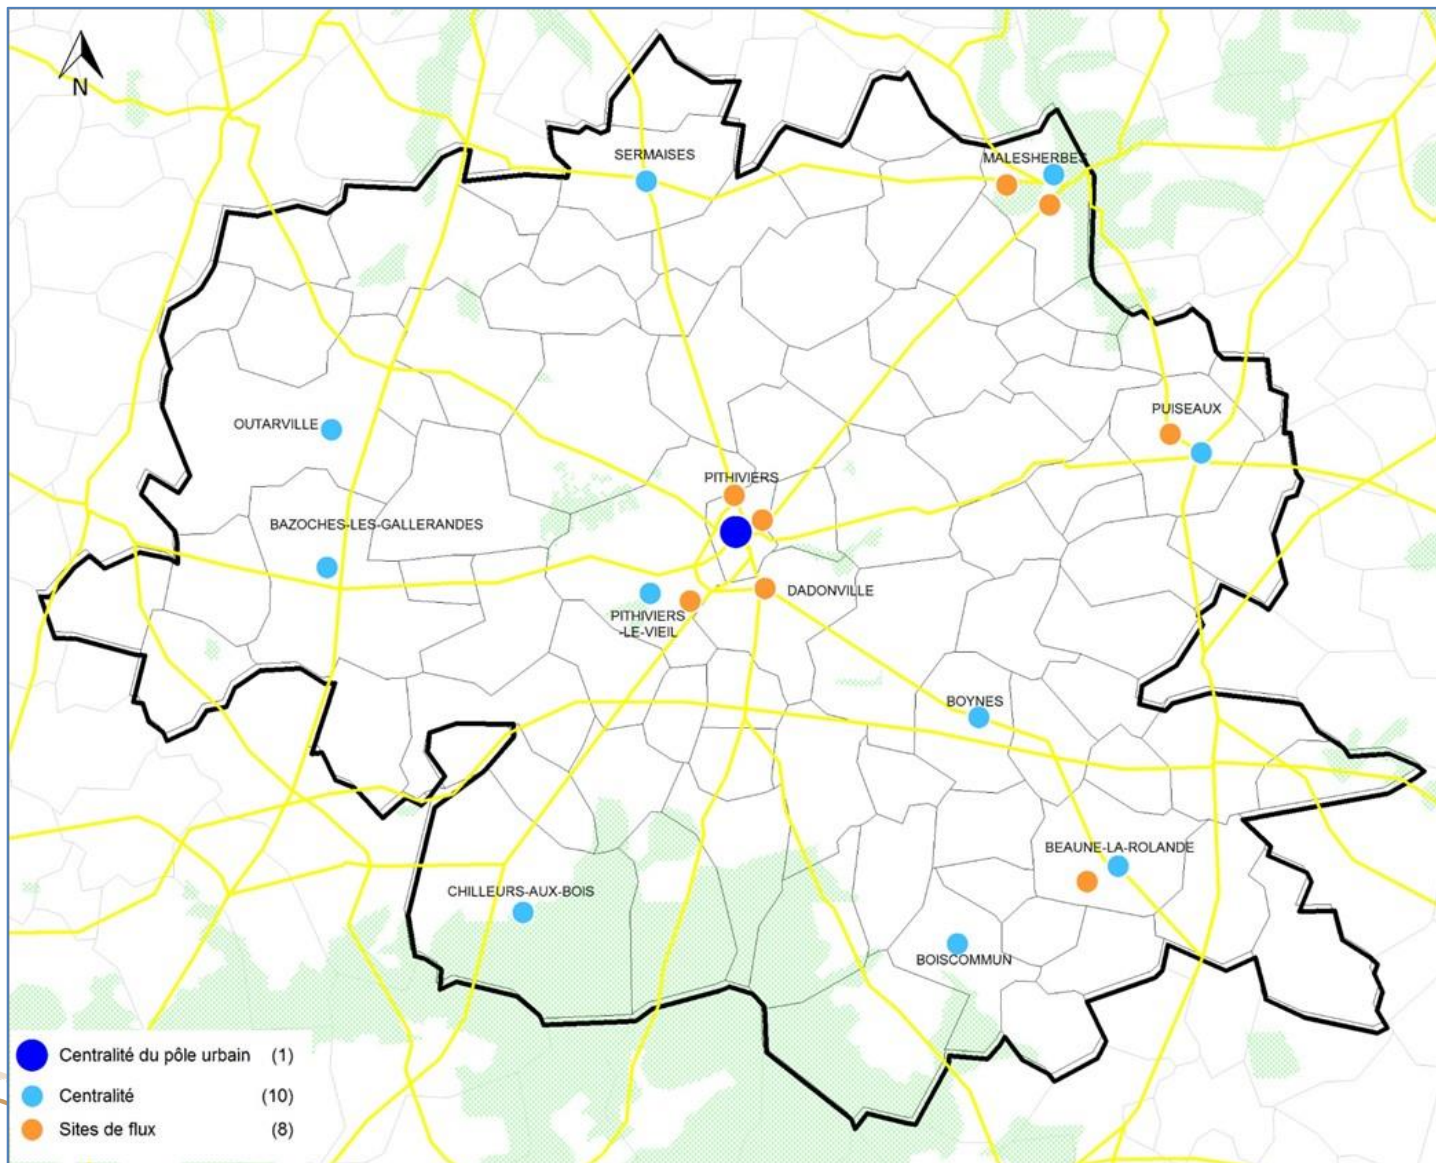 N
SERMAISES
MALESHERBES
OUTARVILLE
PUISEAUX
PITHIVIERS
BAZOCHES-LES-GALLERANDES
DADONVILLE
PITHIVIERS
-LE-VIEIL
BOYNES
BEAUNE-LA-ROLANDE
CHILLEURS-AUX-BOIS
BOISCOMMUN
Centralité du pôle urbain (1)
Centralité (10)
Sites de flux (8)